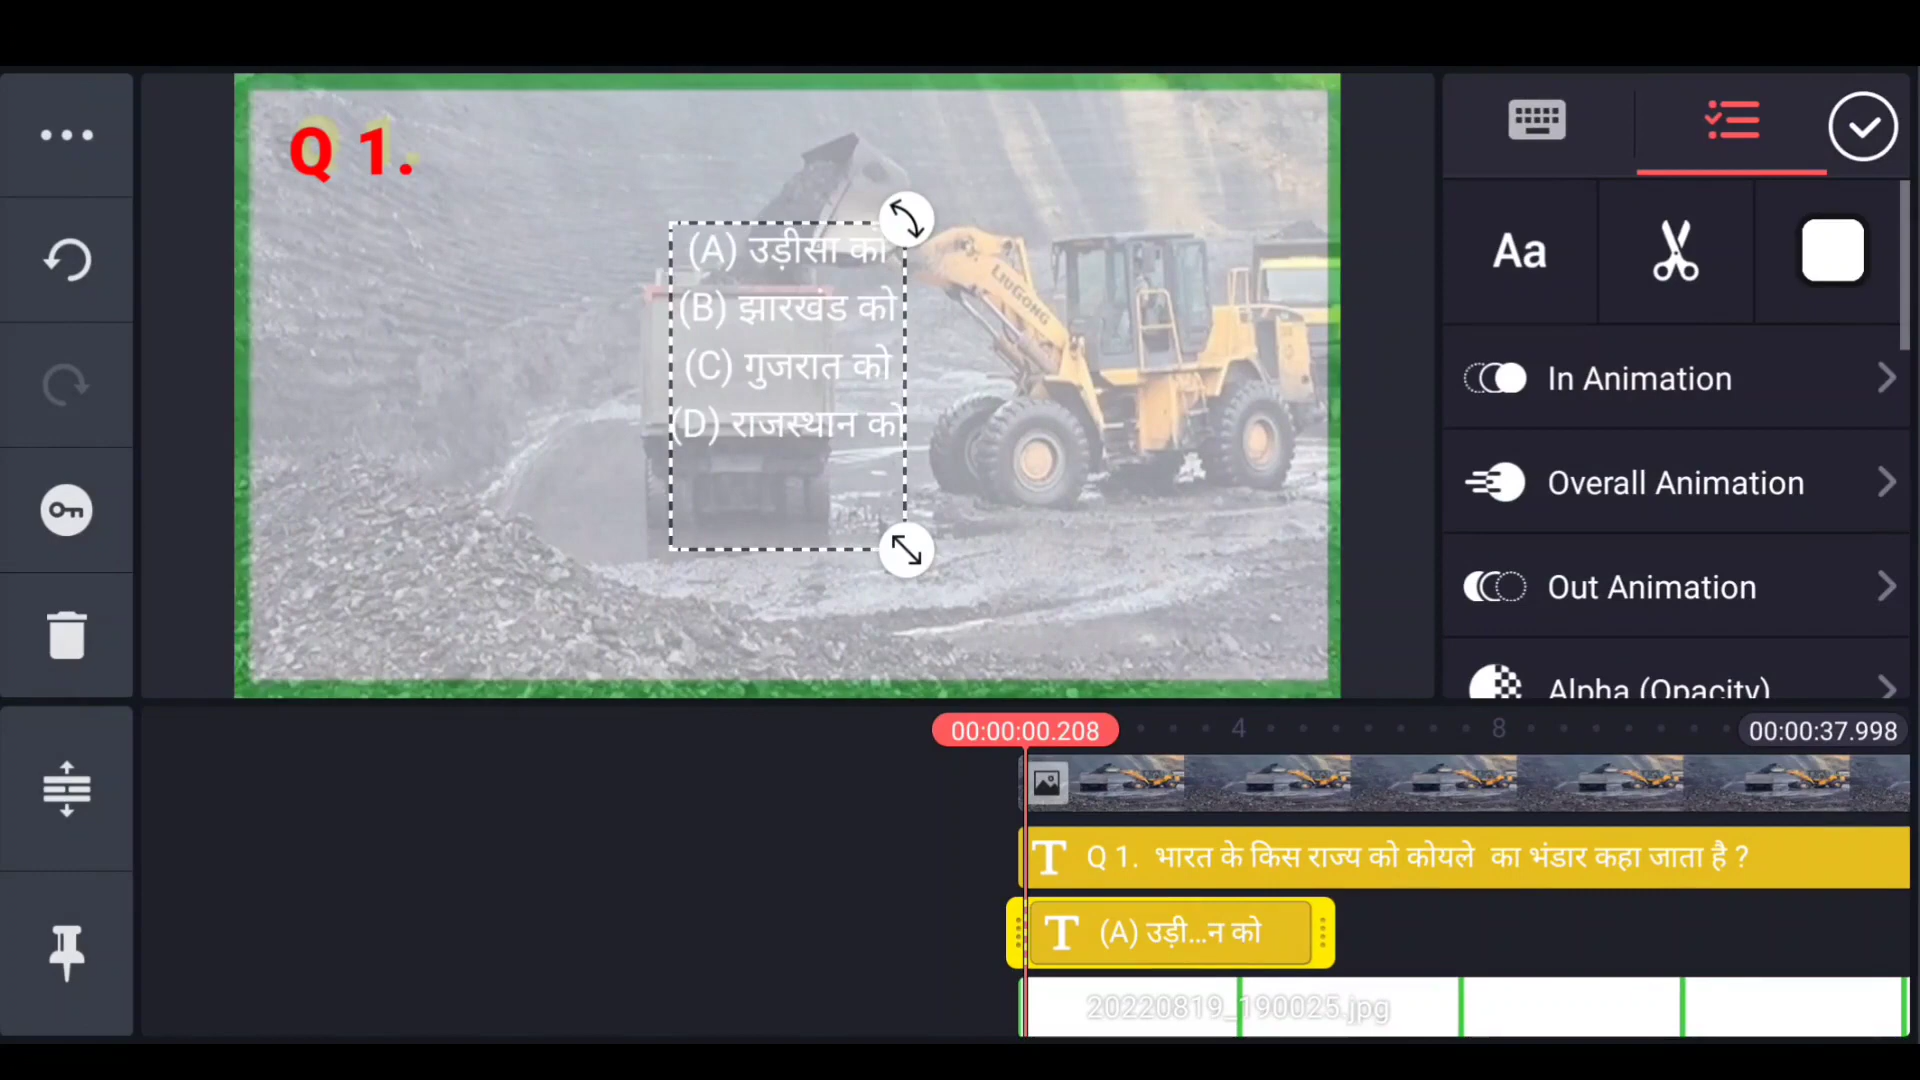 Q 1.
(A) उड़ीसा को
(B) झारखंड को
(C) गुजरात को
(D) राजस्थान को
LIUGONG
Aa
In Animation
Overall Animation
Out Animation
Alpha (Opacity)
00:00:00.208
4
8
00:00:37.998
T Q 1. भारत के किस राज्य को कोयले का भंडार कहा जाता है ?
T (A) उड़ी...न को
20220819_190025.jpg